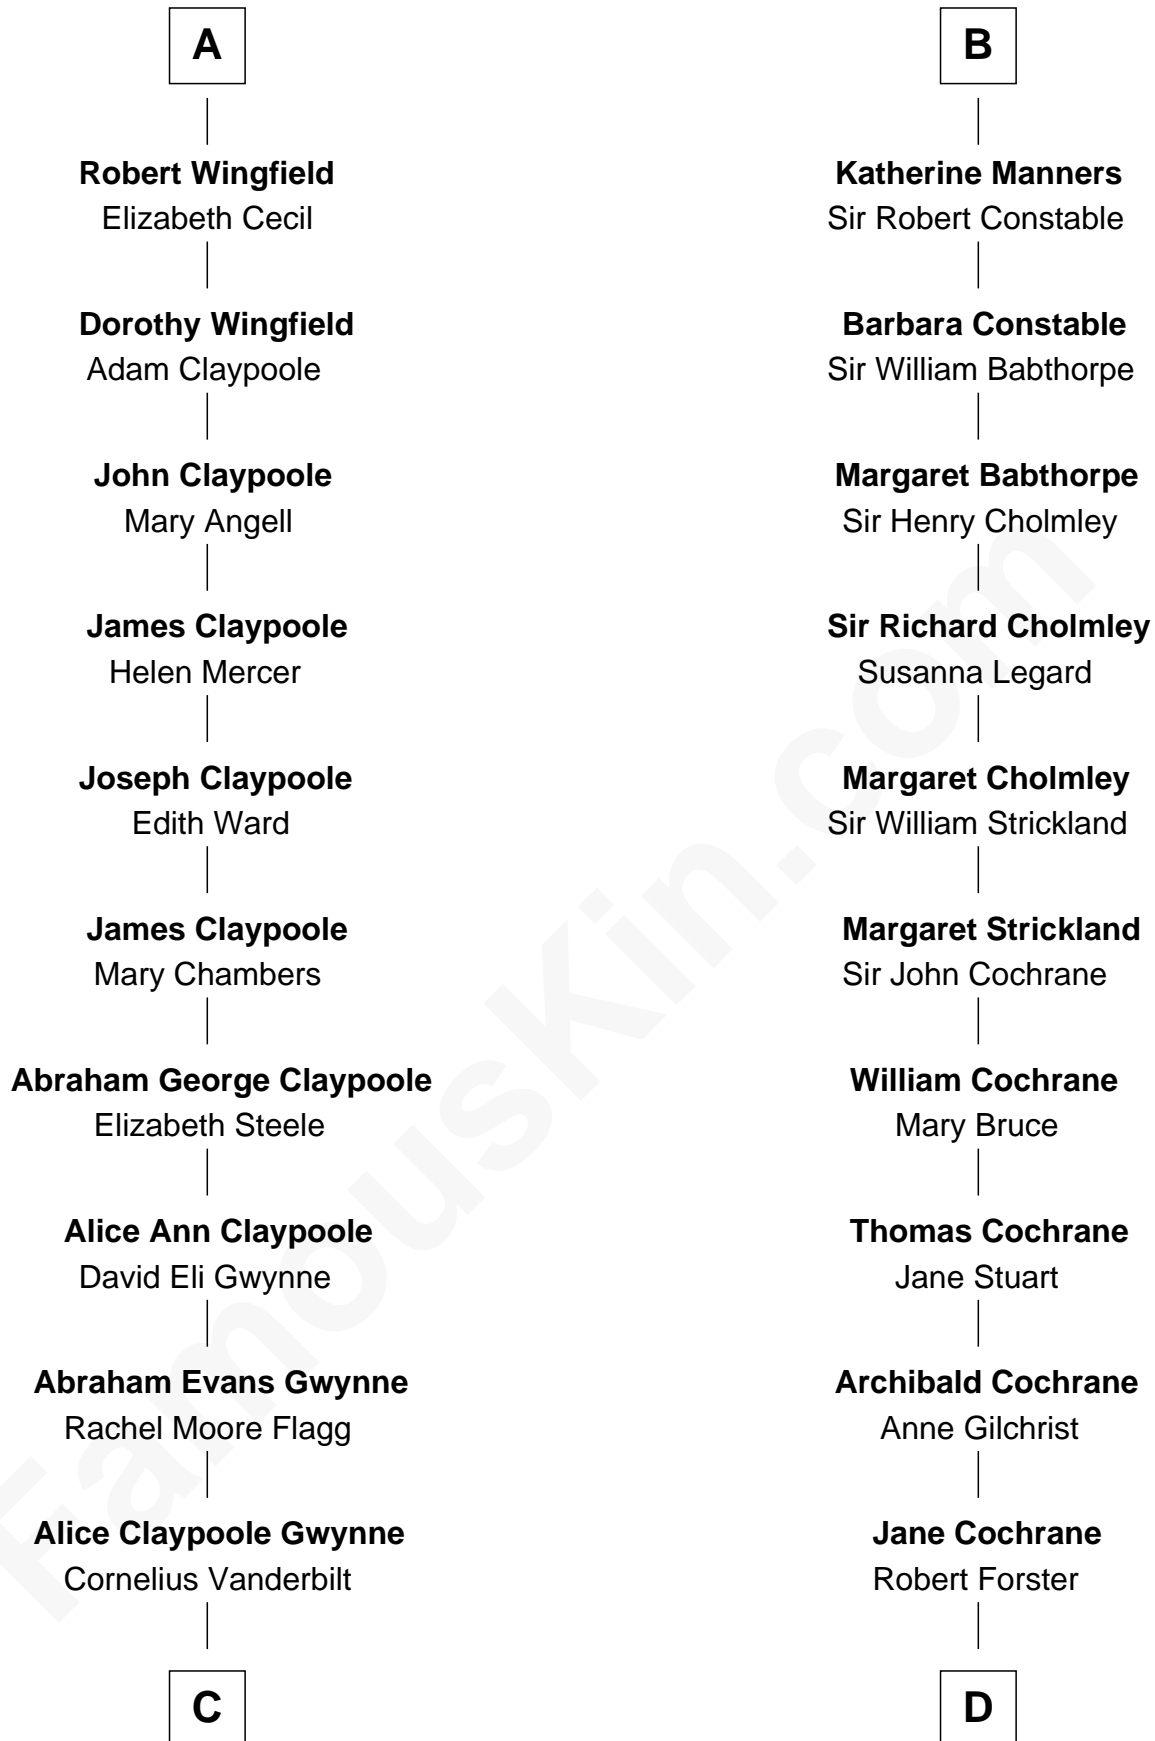 A
Robert Wingfield
Elizabeth Cecil
Dorothy Wingfield
Adam Claypoole
John Claypoole
Mary Angell
James Claypoole
Helen Mercer
Joseph Claypoole
Edith Ward
James Claypoole
Mary Chambers
Abraham George Claypoole
Elizabeth Steele
Alice Ann Claypoole
David Eli Gwynne
Abraham Evans Gwynne
Rachel Moore Flagg
Alice Claypoole Gwynne
Cornelius Vanderbilt
C
B
Katherine Manners
Sir Robert Constable
Barbara Constable
Sir William Babthorpe
Margaret Babthorpe
Sir Henry Cholmley
Sir Richard Cholmley
Susanna Legard
Margaret Cholmley
Sir William Strickland
Margaret Strickland
Sir John Cochrane
William Cochrane
Mary Bruce
Thomas Cochrane
Jane Stuart
Archibald Cochrane
Anne Gilchrist
Jane Cochrane
Robert Forster
D
FamousKin.com